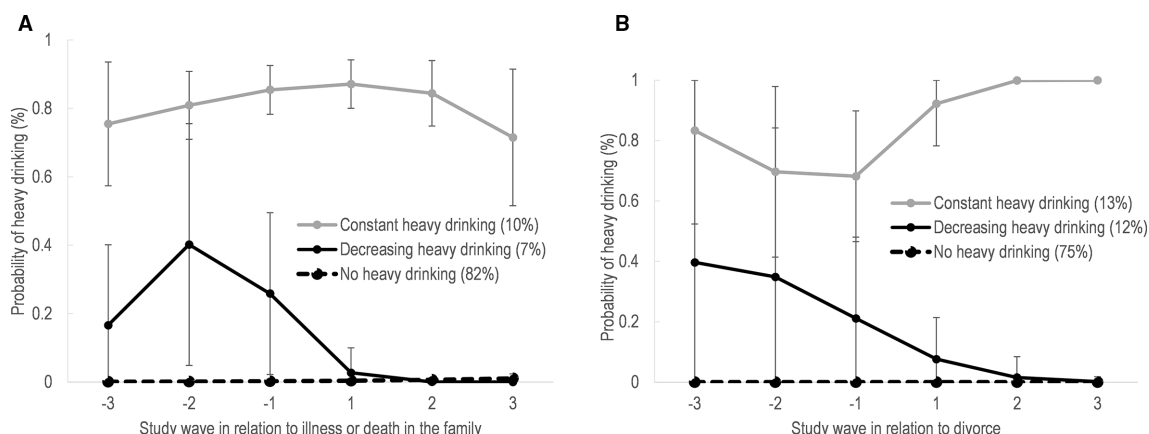 A
Probability of heavy drinking (%)
1
0.8
0.6
0.4
0.2
0
Constant heavy drinking (10%)
Decreasing heavy drinking (7%)
No heavy drinking (82%)
-3 -2 -1 1 2 3
Study wave in relation to illness or death in the family
B
Probability of heavy drinking (%)
1
0.8
0.6
0.4
0.2
0
Constant heavy drinking (13%)
Decreasing heavy drinking (12%)
No heavy drinking (75%)
-3 -2 -1 1 2 3
Study wave in relation to divorce